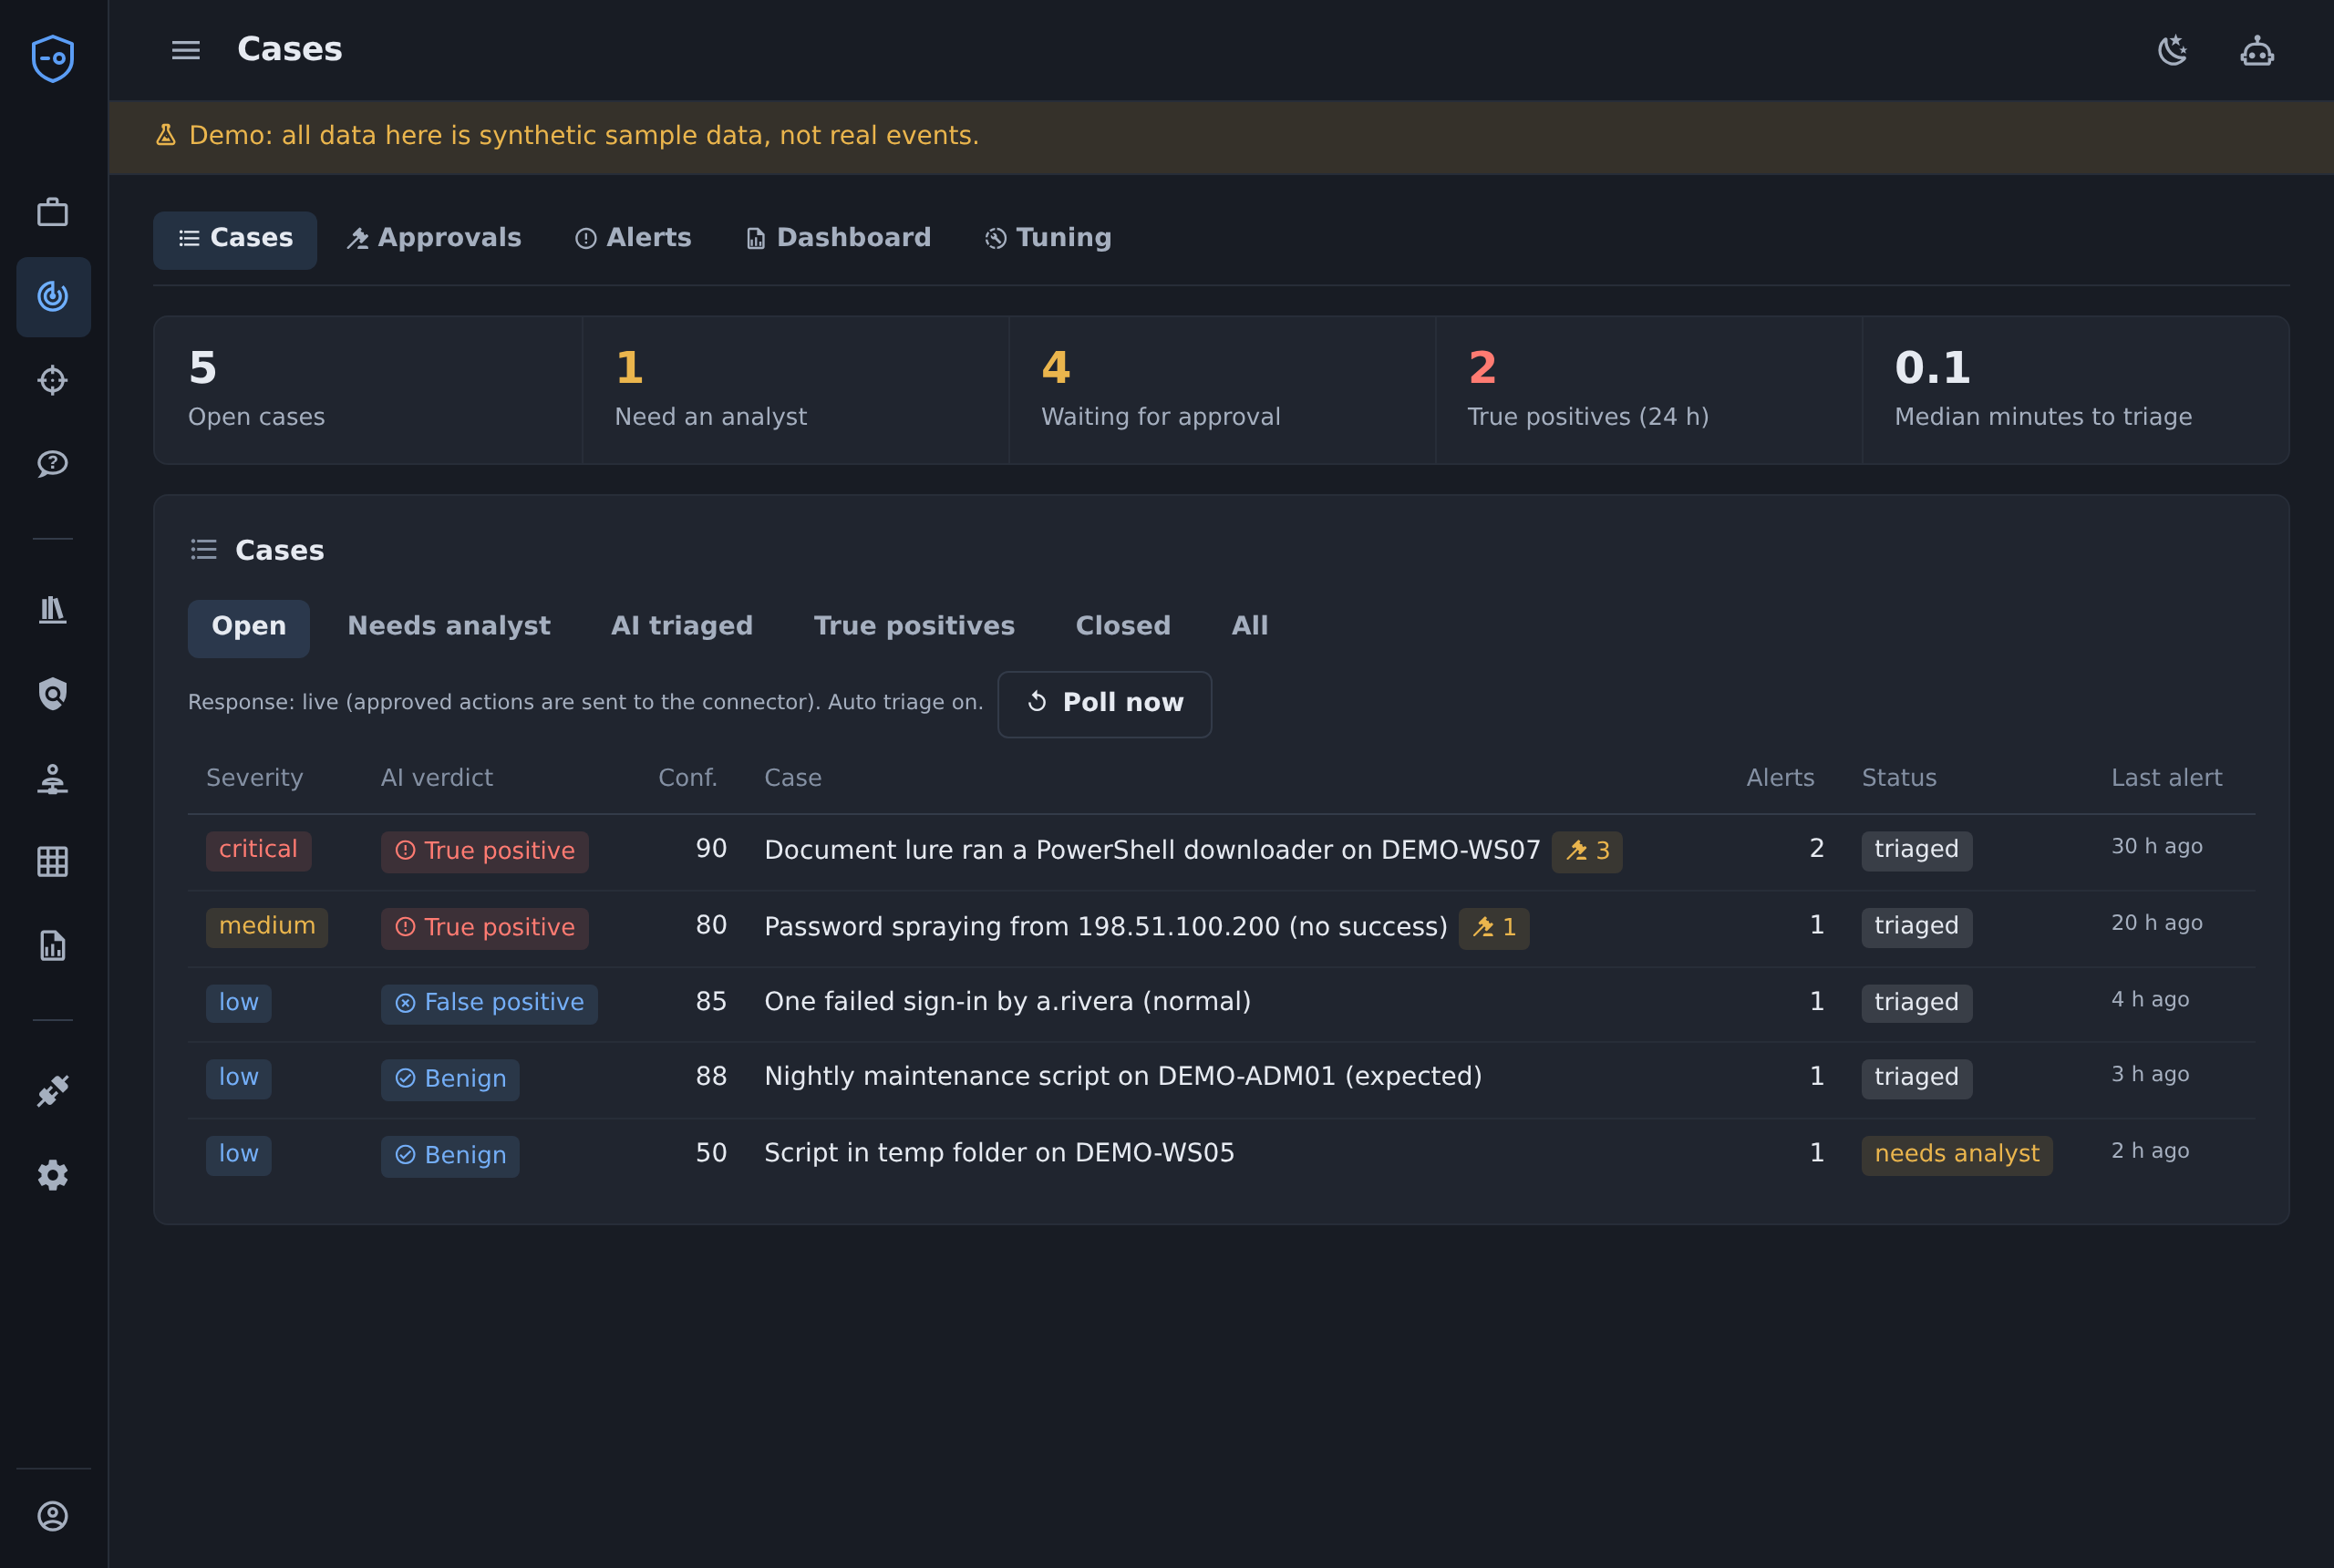 Cases
Demo: all data here is synthetic sample data, not real events.
Cases Approvals Alerts Dashboard Tuning
5 1 4 2 0.1
Open cases Need an analyst Waiting for approval True positives (24 h) Median minutes to triage
Cases
Open Needs analyst AI triaged True positives Closed All
Response: live (approved actions are sent to the connector). Auto triage on. Poll now
Severity AI verdict Conf. Case Alerts Status Last alert
critical True positive 90 Document lure ran a PowerShell downloader on DEMO-WS07 3 2 triaged 30 h ago
medium True positive 80 Password spraying from 198.51.100.200 (no success) 1 1 triaged 20 h ago
low False positive 85 One failed sign-in by a.rivera (normal) 1 triaged 4 h ago
low Benign 88 Nightly maintenance script on DEMO-ADM01 (expected) 1 triaged 3 h ago
low Benign 50 Script in temp folder on DEMO-WS05 1 needs analyst 2 h ago